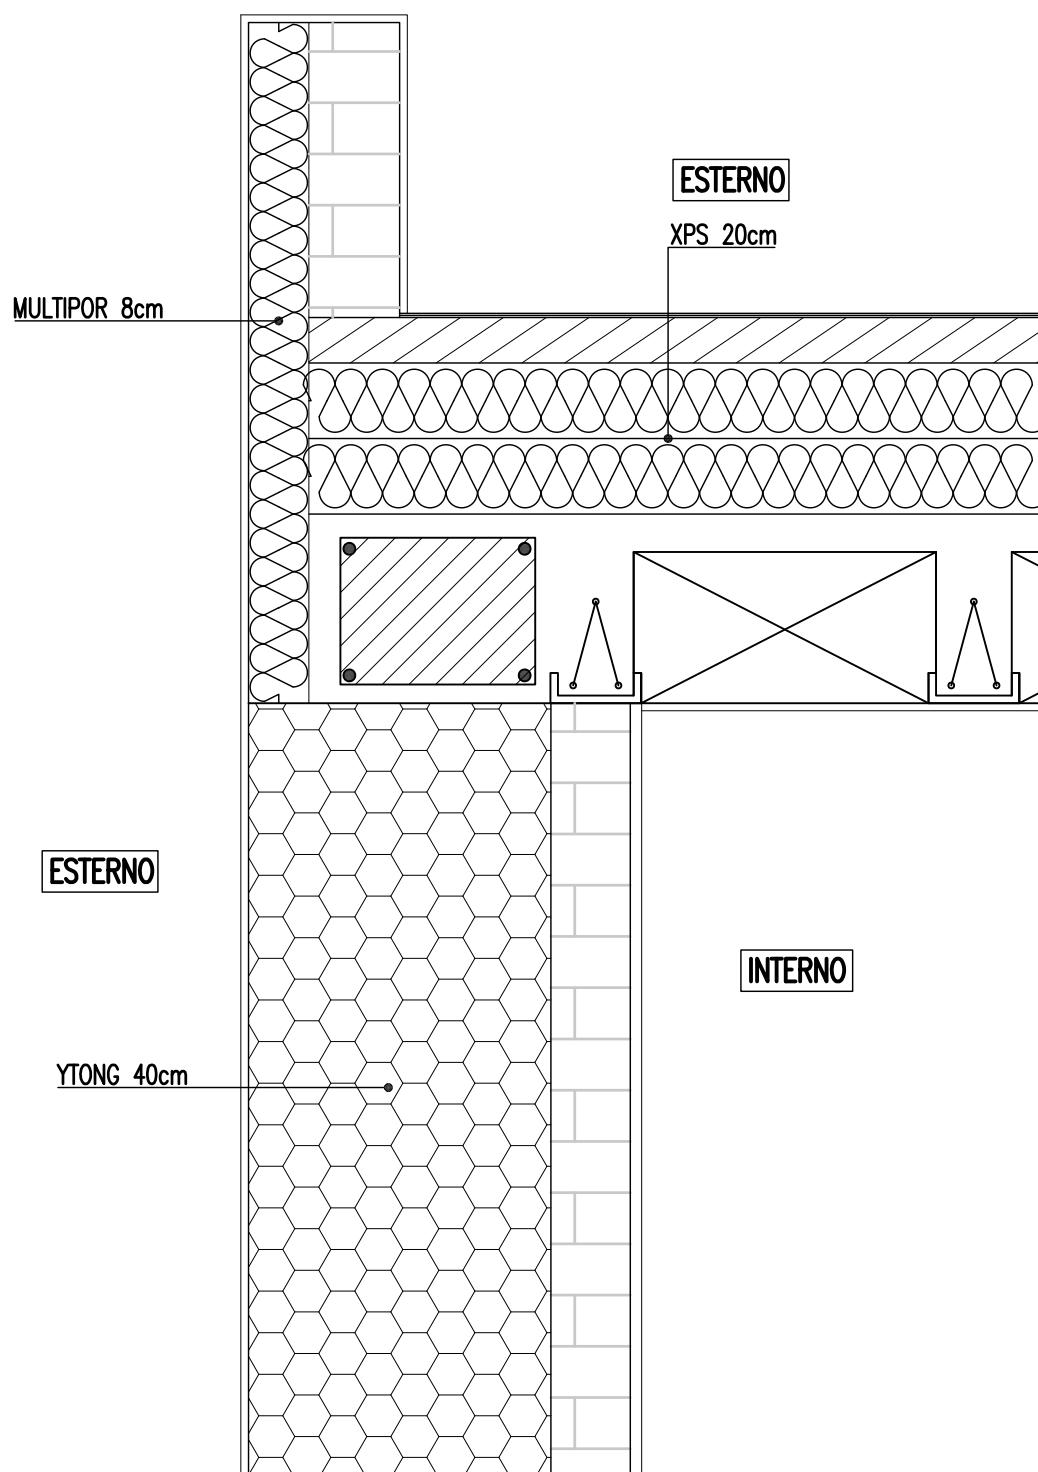 ESTERNO
XPS 20cm
MULTIPOR 8cm
ESTERNO
INTERNO
YTONG 40cm